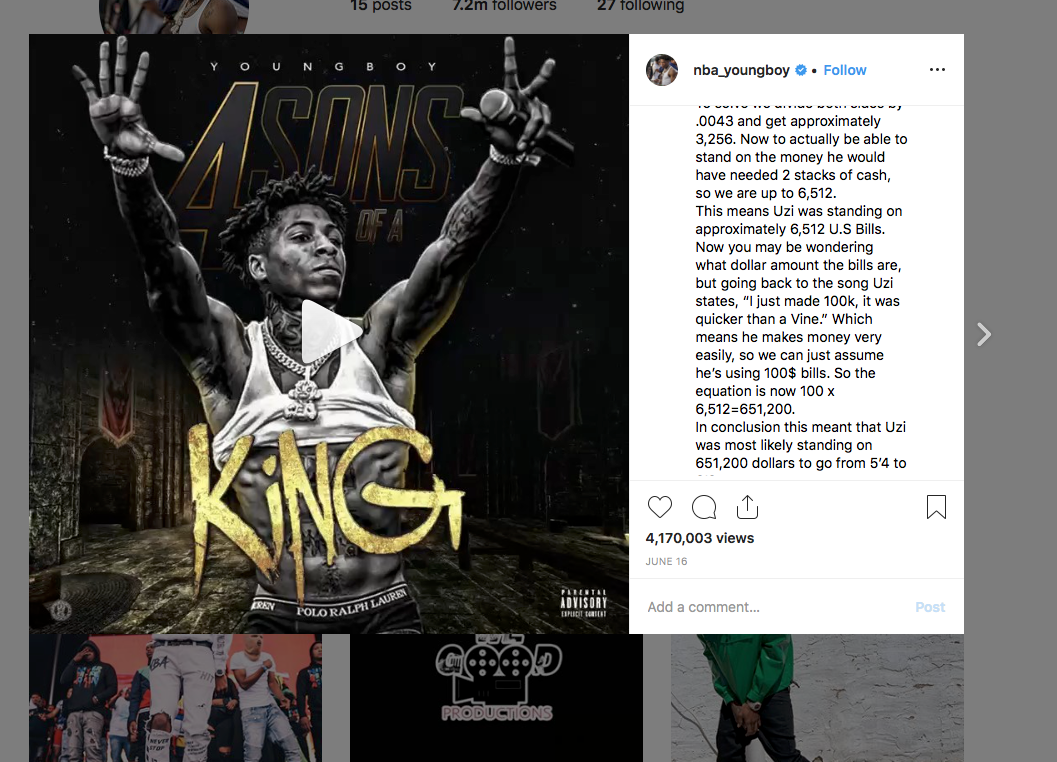 15 posts 7.2m followers 27 following
YOUNGBOY
4 SONS
OF A
KING
POLO RALPH LAUREN
PARENTAL
ADVISORY
EXPLICIT CONTENT
nba_youngboy • Follow
To solve we divide both sides by
.0043 and get approximately
3,256. Now to actually be able to
stand on the money he would
have needed 2 stacks of cash,
so we are up to 6,512.
This means Uzi was standing on
approximately 6,512 U.S Bills.
Now you may be wondering
what dollar amount the bills are,
but going back to the song Uzi
states, “I just made 100k, it was
quicker than a Vine.” Which
means he makes money very
easily, so we can just assume
he’s using 100$ bills. So the
equation is now 100 x
6,512=651,200.
In conclusion this meant that Uzi
was most likely standing on
651,200 dollars to go from 5’4 to
4,170,003 views
JUNE 16
Add a comment... Post
GOOD
PRODUCTIONS